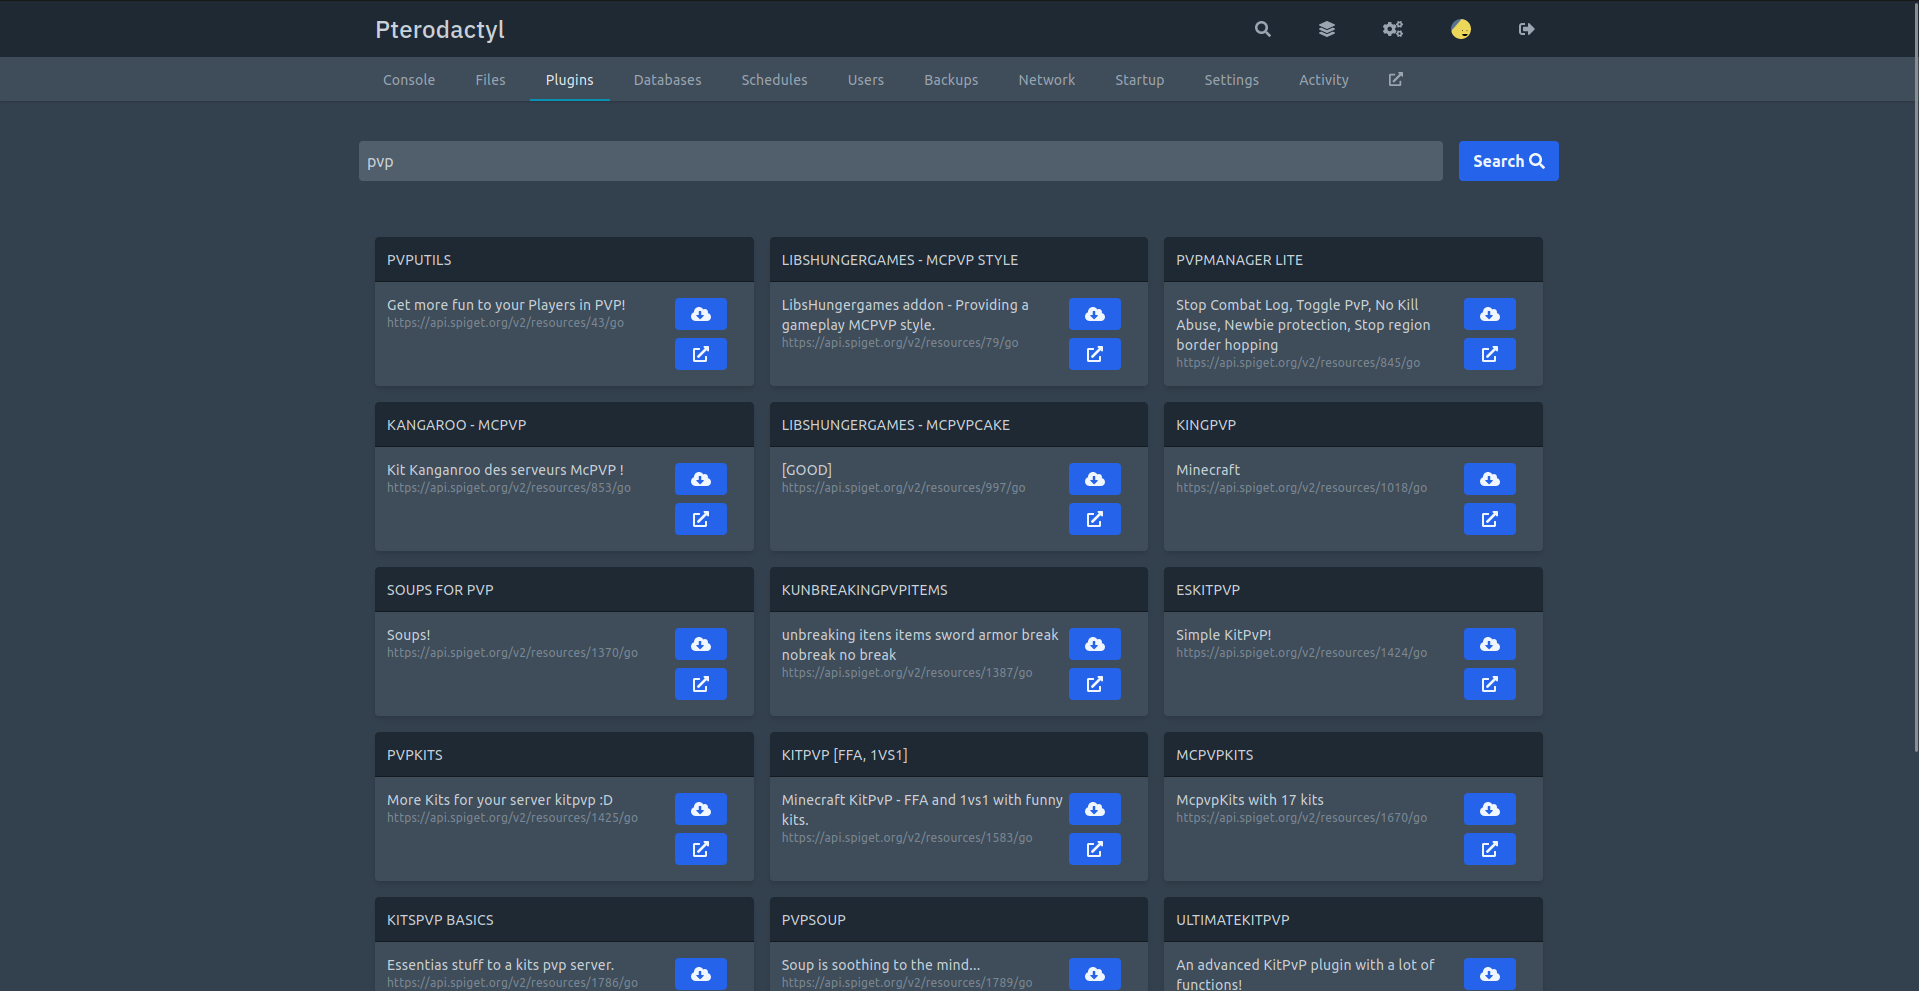 Pterodactyl
Console Files Plugins Databases Schedules Users Backups Network Startup Settings Activity
pvp
Search
PVPUTILS
Get more fun to your Players in PVP!
https://api.spiget.org/v2/resources/43/go
LIBSHUNGERGAMES - MCPVP STYLE
LibsHungergames addon - Providing a
gameplay MCPVP style.
https://api.spiget.org/v2/resources/79/go
PVPMANAGER LITE
Stop Combat Log, Toggle PvP, No Kill
Abuse, Newbie protection, Stop region
border hopping
https://api.spiget.org/v2/resources/845/go
KANGAROO - MCPVP
Kit Kanganroo des serveurs McPVP !
https://api.spiget.org/v2/resources/853/go
LIBSHUNGERGAMES - MCPVPCAKE
[GOOD]
https://api.spiget.org/v2/resources/997/go
KINGPVP
Minecraft
https://api.spiget.org/v2/resources/1018/go
SOUPS FOR PVP
Soups!
https://api.spiget.org/v2/resources/1370/go
KUNBREAKINGPVPITEMS
unbreaking itens items sword armor break
nobreak no break
https://api.spiget.org/v2/resources/1387/go
ESKITPVP
Simple KitPvP!
https://api.spiget.org/v2/resources/1424/go
PVPKITS
More Kits for your server kitpvp :D
https://api.spiget.org/v2/resources/1425/go
KITPVP [FFA, 1VS1]
Minecraft KitPvP - FFA and 1vs1 with funny
kits.
https://api.spiget.org/v2/resources/1583/go
MCPVPKITS
McpvpKits with 17 kits
https://api.spiget.org/v2/resources/1670/go
KITSPVP BASICS
Essentias stuff to a kits pvp server.
https://api.spiget.org/v2/resources/1786/go
PVPSOUP
Soup is soothing to the mind...
https://api.spiget.org/v2/resources/1789/go
ULTIMATEKITPVP
An advanced KitPvP plugin with a lot of
functions!